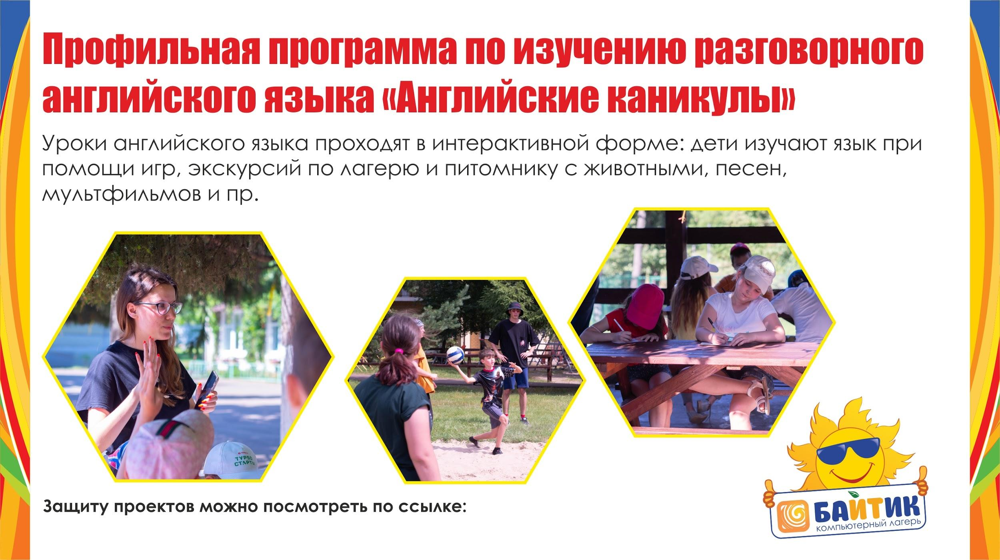 Профильная программа по изучению разговорного
английского языка «Английские каникулы»
Уроки английского языка проходят в интерактивной форме: дети изучают язык при
помощи игр, экскурсий по лагерю и питомнику с животными, песен,
мультфильмов и пр.
ТУРБО
СТАРТЫ
Защиту проектов можно посмотреть по ссылке:
БАЙТИК
компьютерный лагерь